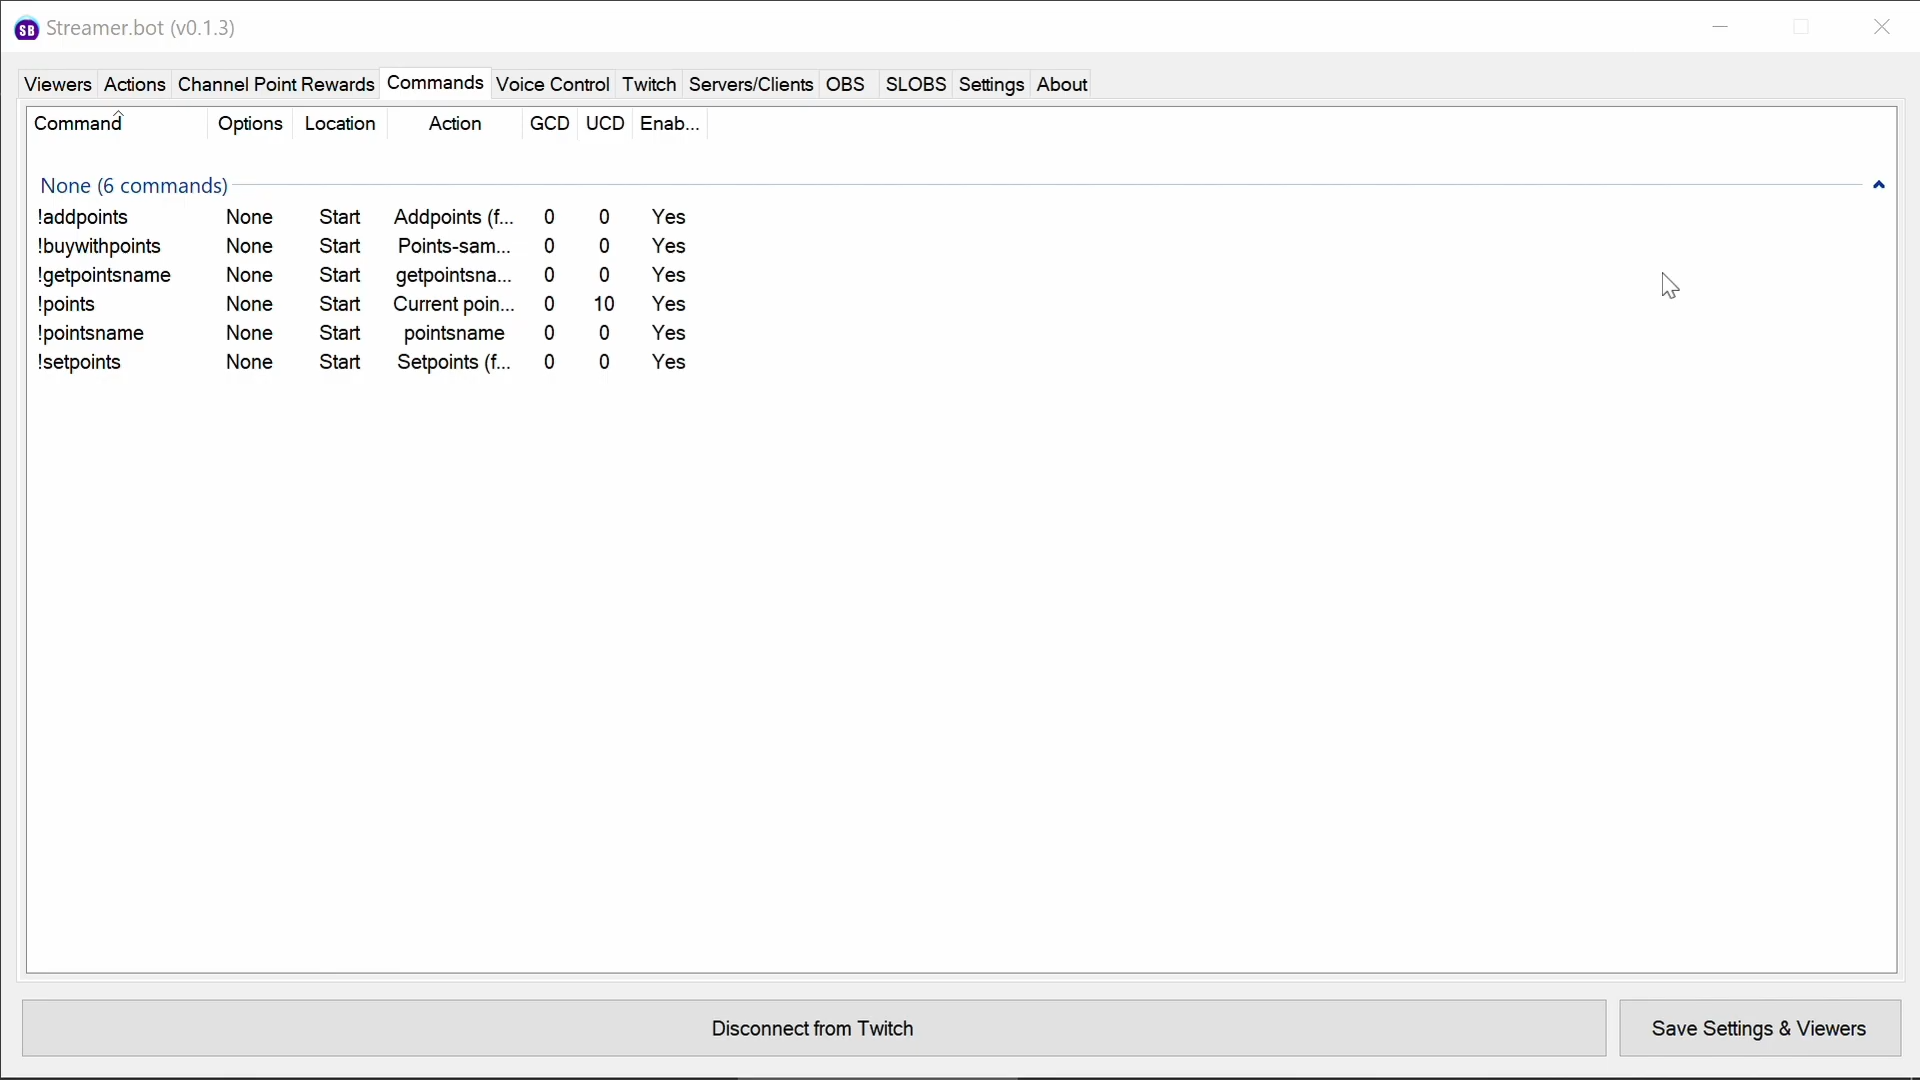 SB Streamer.bot (v0.1.3)
Viewers Actions Channel Point Rewards Commands Voice Control Twitch Servers/Clients OBS SLOBS Settings About
Command Options Location Action GCD UCD Enab...
None (6 commands)
!addpoints None Start Addpoints (f... 0 0 Yes
!buywithpoints None Start Points-sam... 0 0 Yes
!getpointsname None Start getpointsna... 0 0 Yes
!points None Start Current poin... 0 10 Yes
!pointsname None Start pointsname 0 0 Yes
!setpoints None Start Setpoints (f... 0 0 Yes
Disconnect from Twitch Save Settings & Viewers